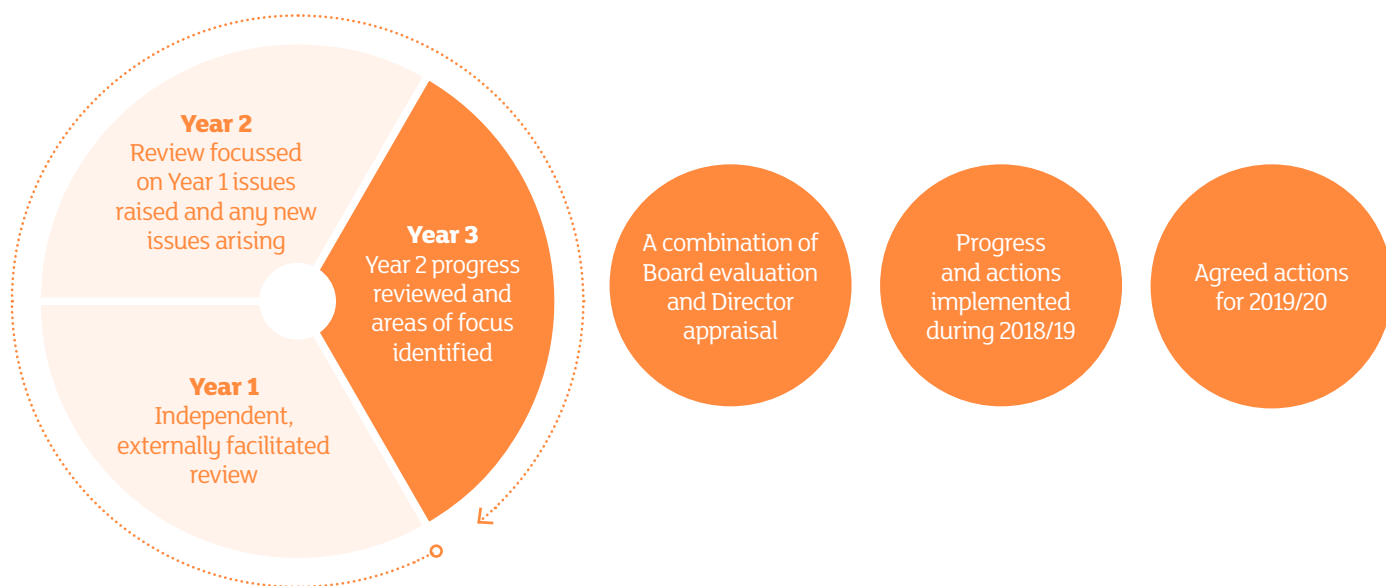 Year 2
Review focussed
on Year 1 issues
raised and any new
issues arising
Year 3
Year 2 progress
reviewed and
areas of focus
identified
Year 1
Independent,
externally facilitated
review
A combination of
Board evaluation
and Director
appraisal
Progress
and actions
implemented
during 2018/19
Agreed actions
for 2019/20